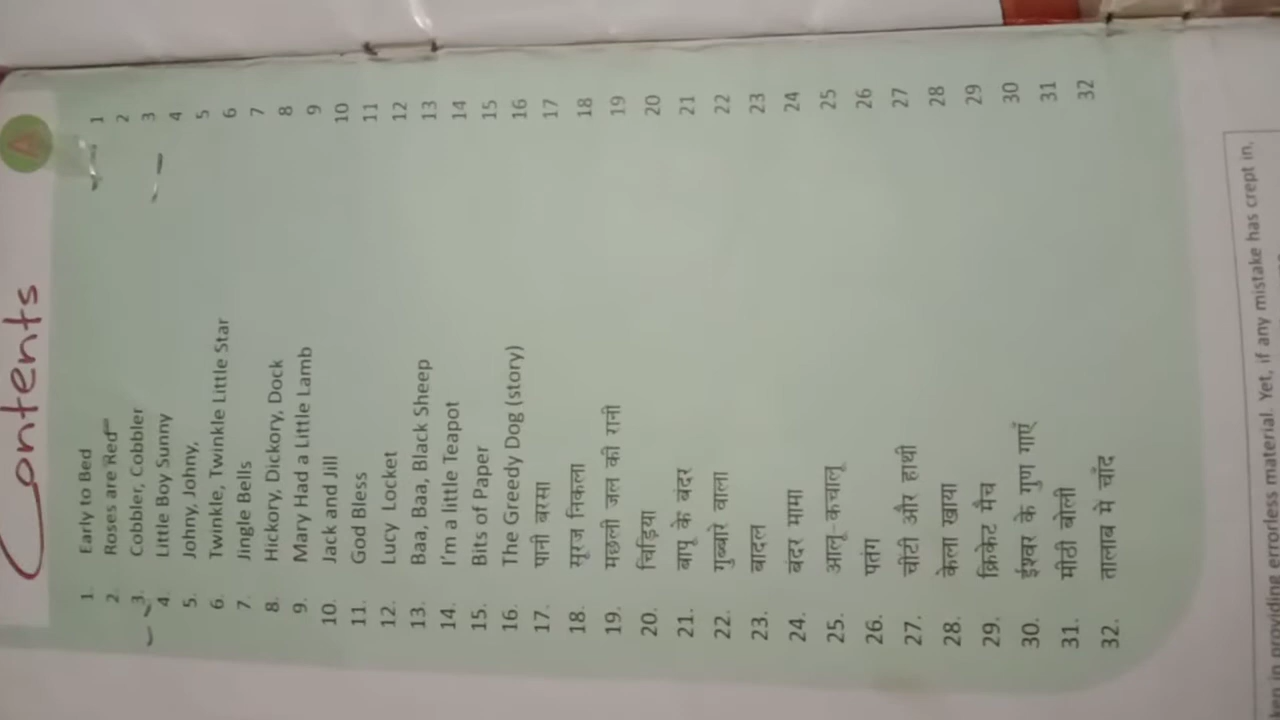 Contents
A
1. Early to Bed 1
2. Roses are Red 2
3. Cobbler, Cobbler 3
4. Little Boy Sunny 4
5. Johny, Johny, 5
6. Twinkle, Twinkle Little Star 6
7. Jingle Bells 7
8. Hickory, Dickory, Dock 8
9. Mary Had a Little Lamb 9
10. Jack and Jill 10
11. God Bless 11
12. Lucy Locket 12
13. Baa, Baa, Black Sheep 13
14. I'm a little Teapot 14
15. Bits of Paper 15
16. The Greedy Dog (story) 16
17. पानी बरसा 17
18. सूरज निकला 18
19. मछली जल की रानी 19
20. चिड़िया 20
21. बापू के बंदर 21
22. गुब्बारे वाला 22
23. बादल 23
24. बंदर मामा 24
25. आलू कचालू 25
26. पतंग 26
27. चीटी और हाथी 27
28. केला खाया 28
29. क्रिकेट मैच 29
30. ईश्वर के गुण गाएँ 30
31. मीठी बोली 31
32. तालाब में चाँद 32
in providing errorless material. Yet, if any mistake has crept in,